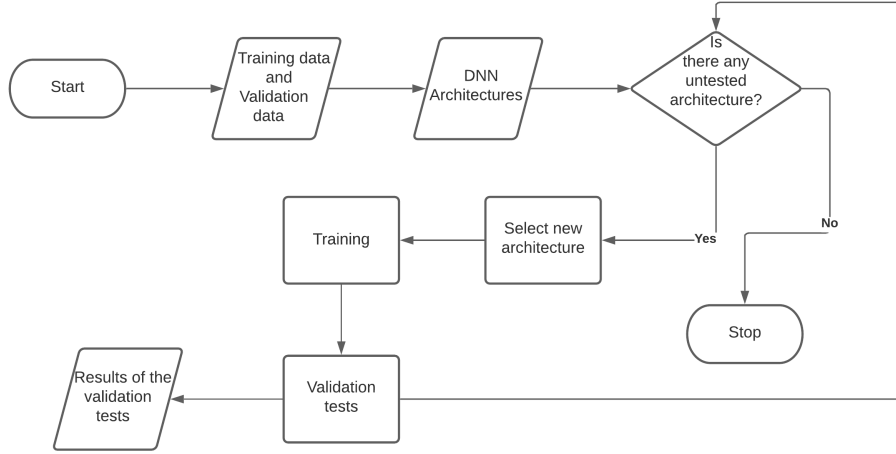 Start
Training data
and
Validation
data
DNN
Architectures
Is
there any
untested
architecture?
Training
Select new
architecture
Yes
No
Stop
Results of the
validation
tests
Validation
tests